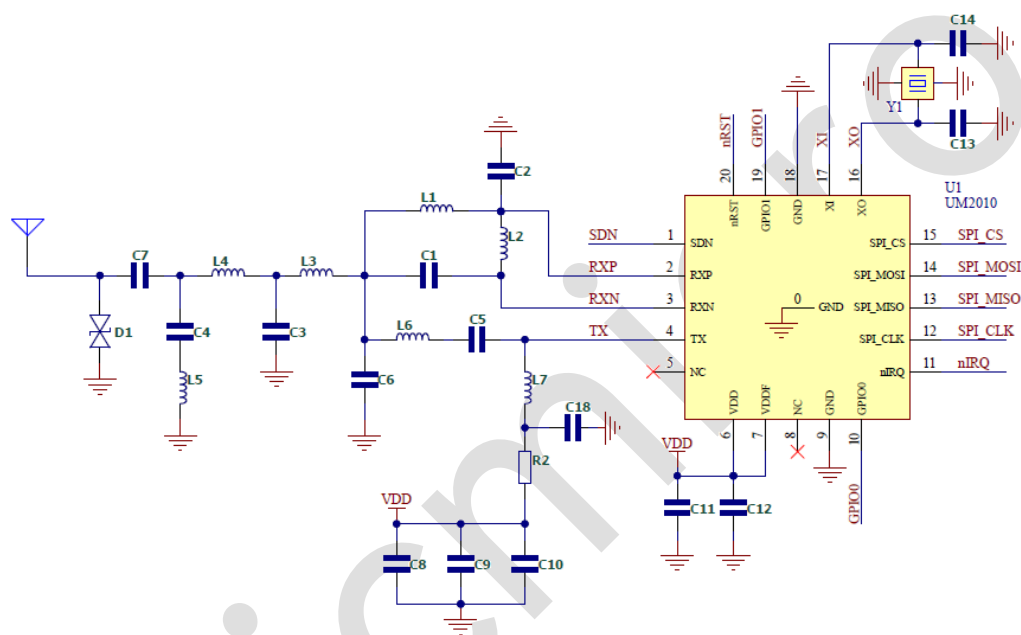 C14
Y1
C13
nRST
GPIO1
XI
XO
20
19
18
17
16
nRST
GPIO1
GND
XI
XO
U1
UM2010
C2
L1
L2
C1
C7
L4
L3
D1
C4
C3
L5
C6
L6
C5
L7
C18
R2
VDD
C8
C9
C10
SDN
1
SDN
RXP
2
RXP
RXN
3
RXN
TX
4
TX
5
NC
0
GND
SPI_CS
15
SPI_CS
SPI_MOSI
14
SPI_MOSI
SPI_MISO
13
SPI_MISO
SPI_CLK
12
SPI_CLK
nIRQ
11
nIRQ
VDD
VDDF
NC
GND
GPIO0
6
7
8
9
10
VDD
C11
C12
GPIO0